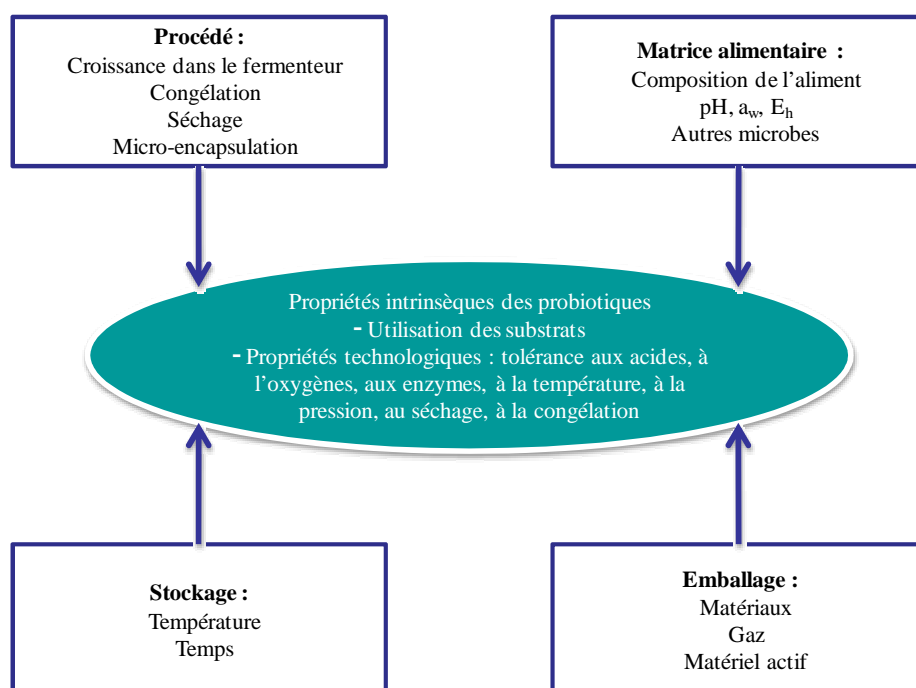 Procédé :
Croissance dans le fermenteur
Congélation
Séchage
Micro-encapsulation
Matrice alimentaire :
Composition de l’aliment
pH, a_w, E_h
Autres microbes
Propriétés intrinsèques des probiotiques
- Utilisation des substrats
- Propriétés technologiques : tolérance aux acides, à
l’oxygènes, aux enzymes, à la température, à la
pression, au séchage, à la congélation
Stockage :
Température
Temps
Emballage :
Matériaux
Gaz
Matériel actif